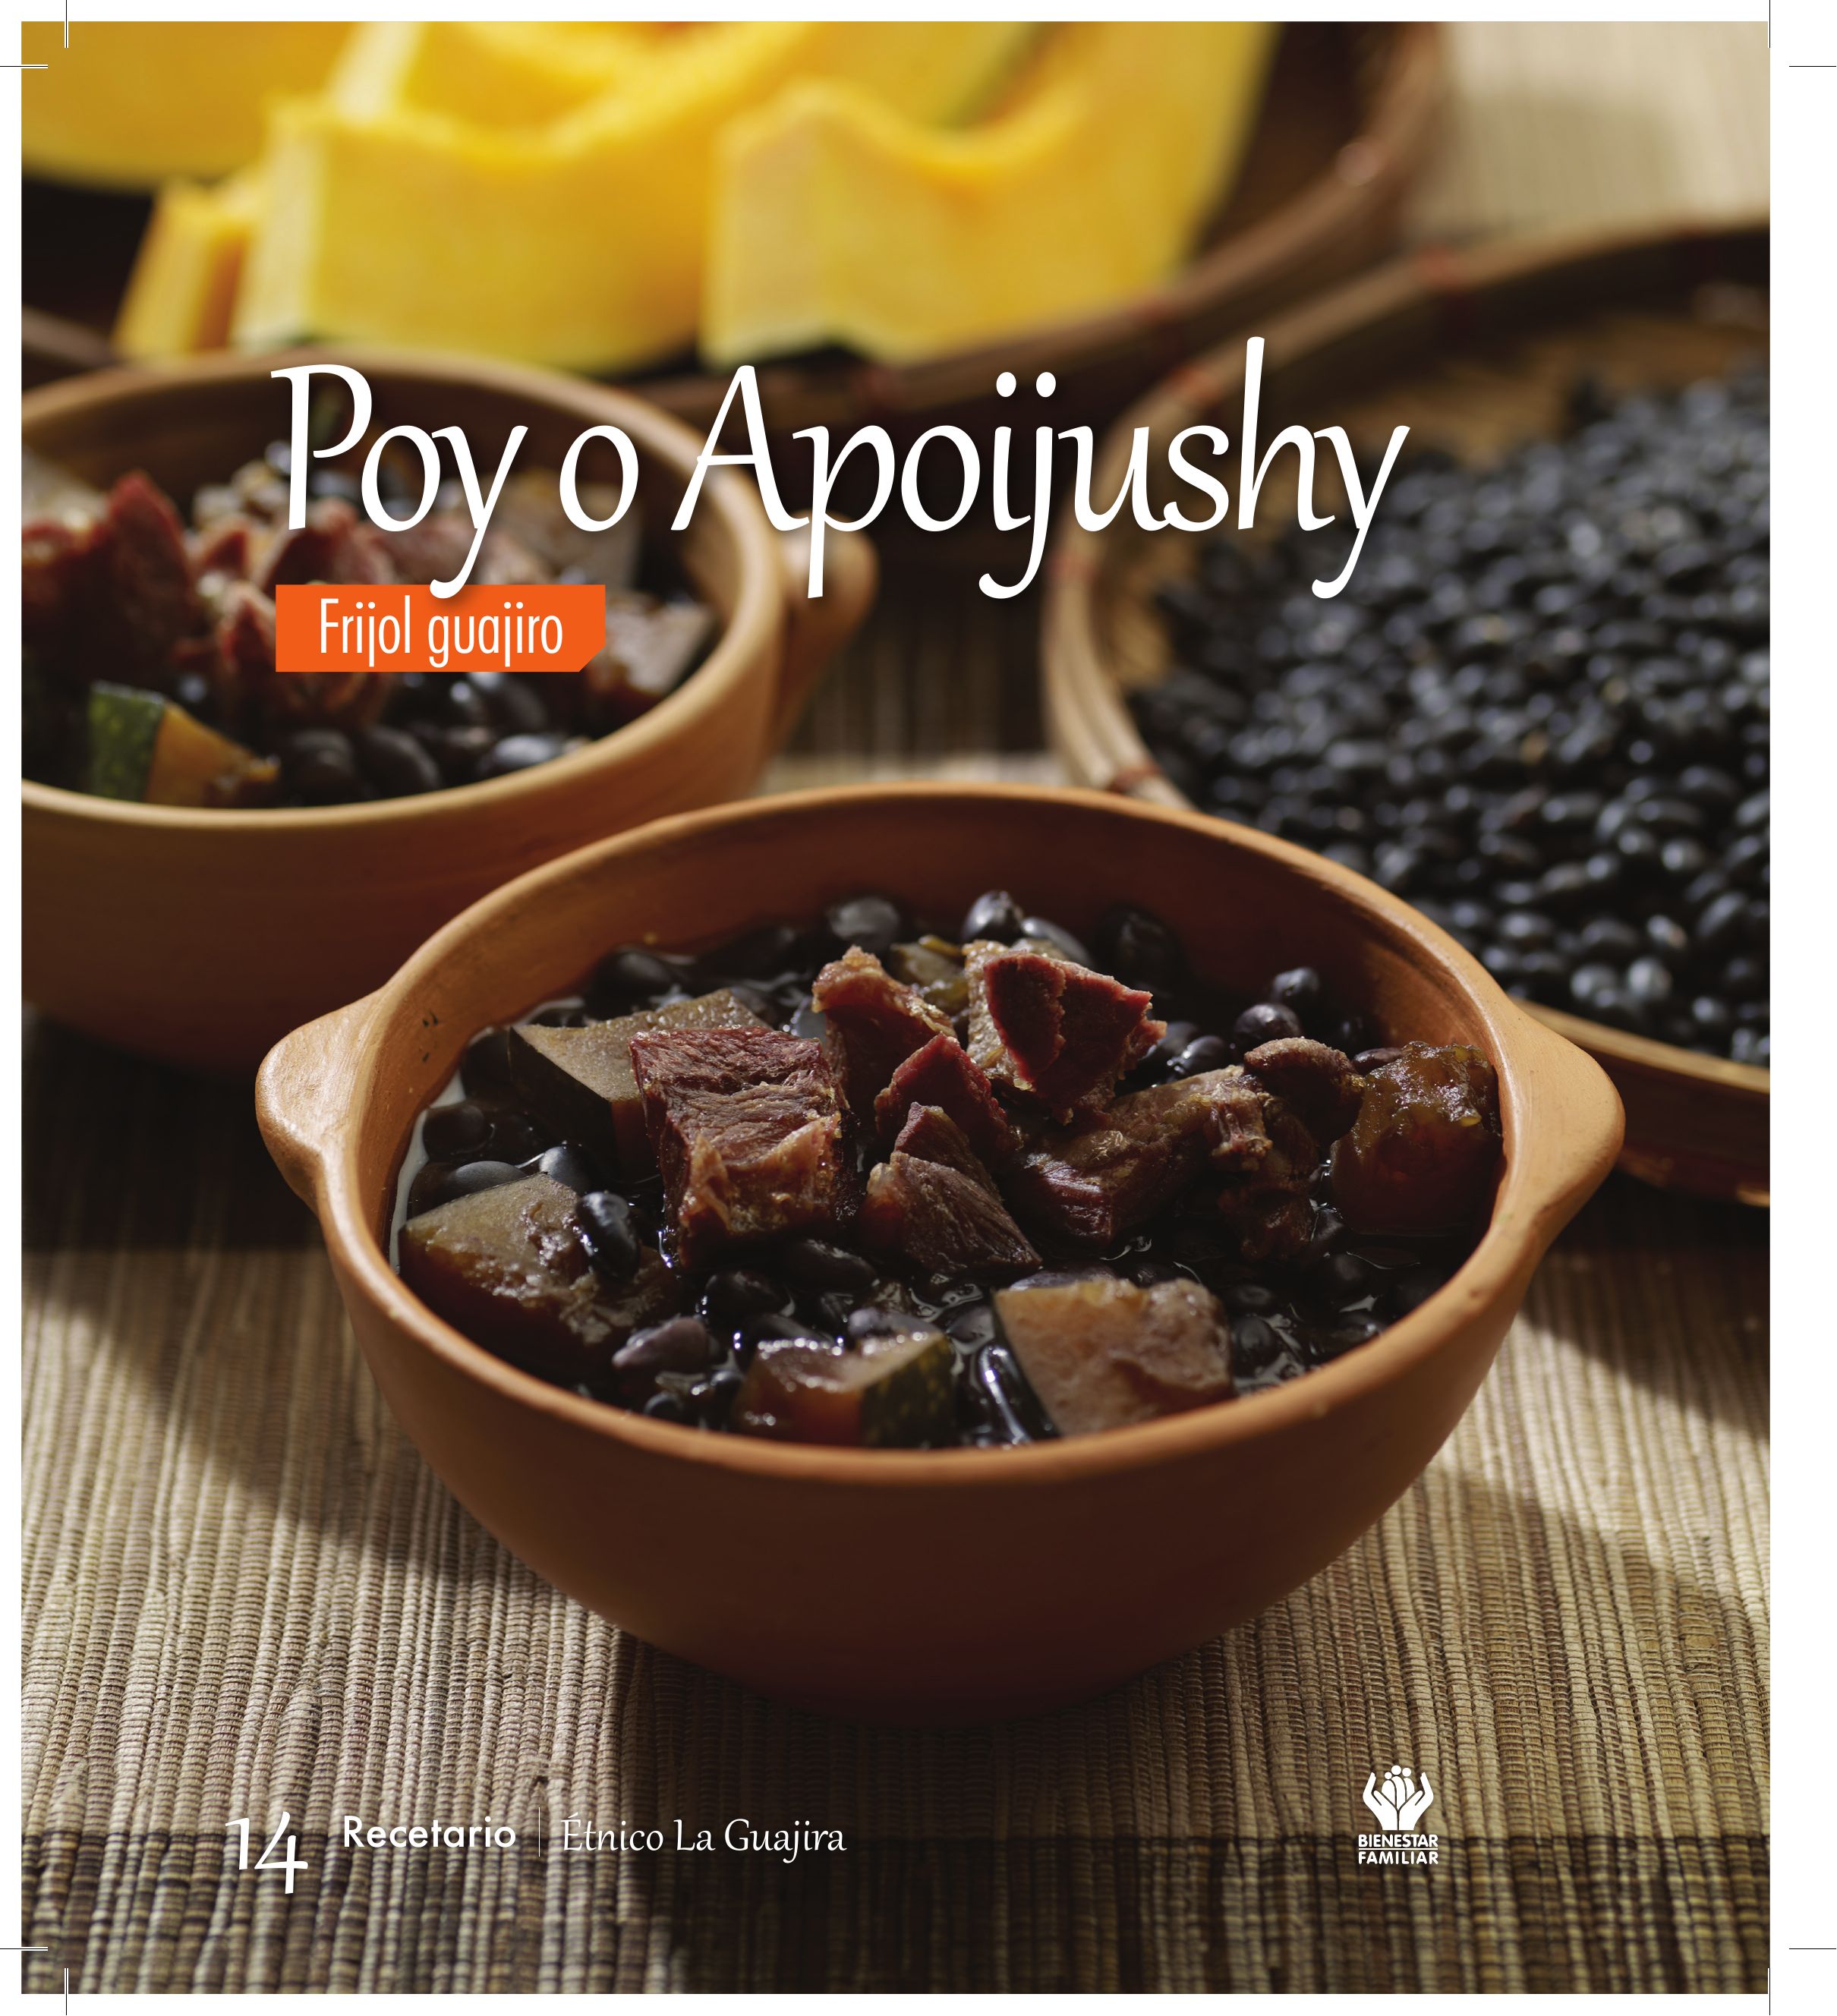 Poy o Apoijushy
Frijol guajiro
14 Recetario Étnico La Guajira
BIENESTAR
FAMILIAR